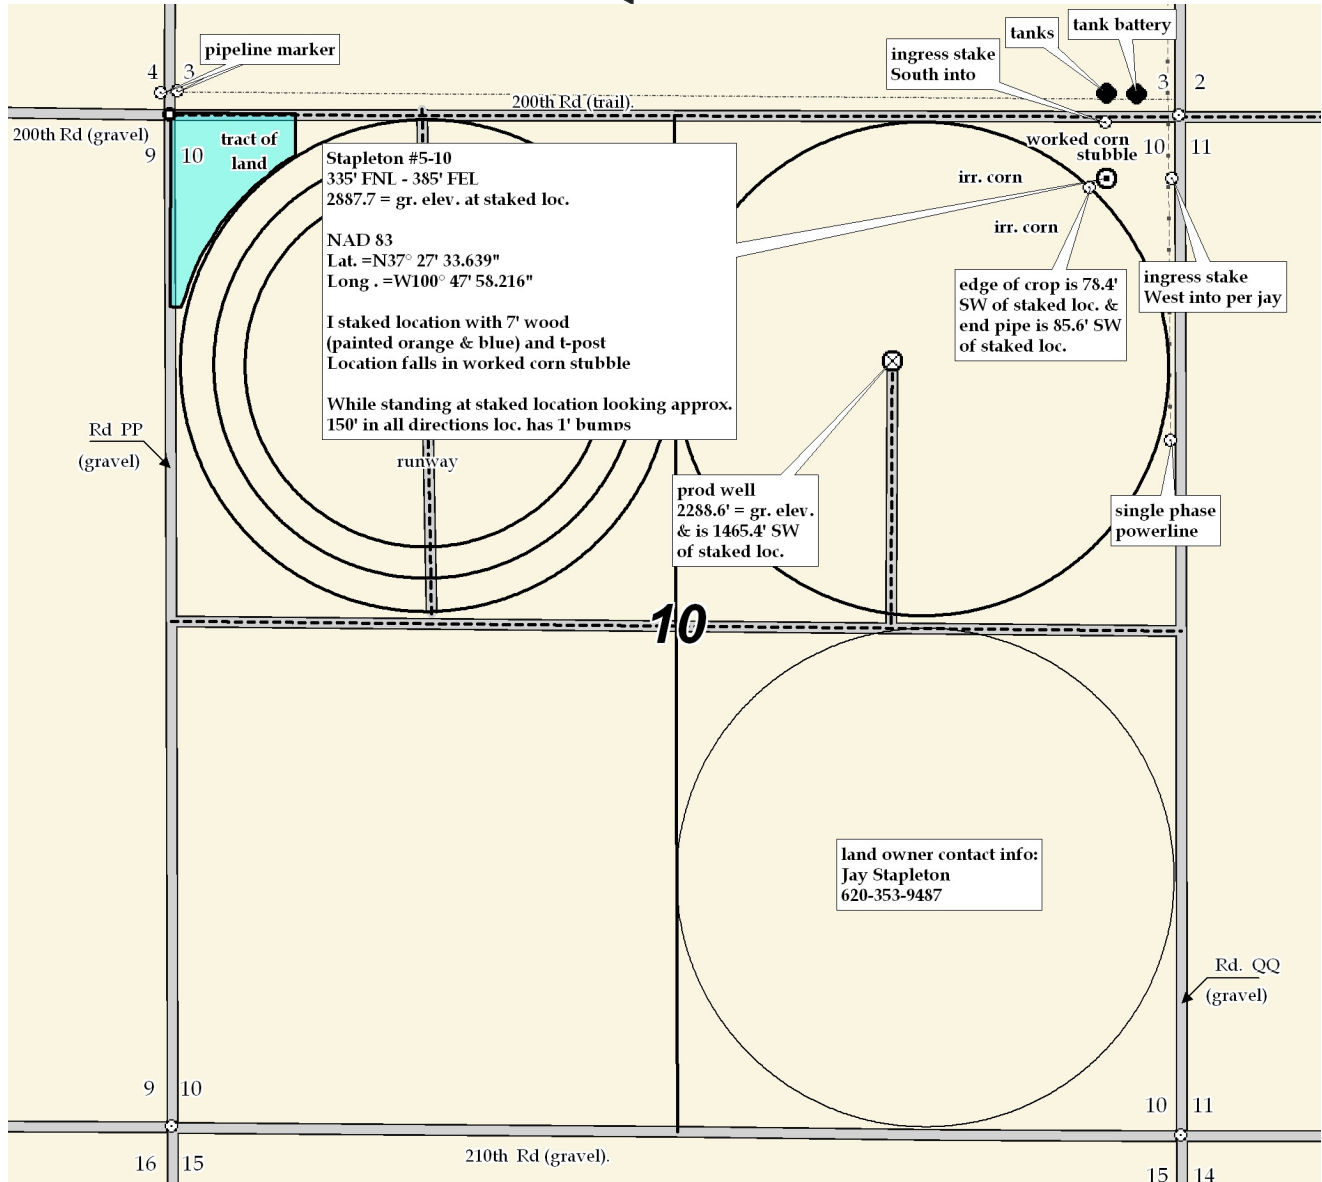 pipeline marker
tanks
tank battery
ingress stake
South into
4
3
3
2
200th Rd (trail).
200th Rd (gravel)
9
10
tract of
land
worked corn
stubble
10
11
irr. corn
irr. corn
Stapleton #5-10
335' FNL - 385' FEL
2887.7 = gr. elev. at staked loc.
NAD 83
Lat. =N37° 27' 33.639"
Long . =W100° 47' 58.216"
I staked location with 7' wood
(painted orange & blue) and t-post
Location falls in worked corn stubble
While standing at staked location looking approx.
150' in all directions loc. has 1' bumps
edge of crop is 78.4'
SW of staked loc. &
end pipe is 85.6' SW
of staked loc.
ingress stake
West into per jay
Rd PP
(gravel)
runway
prod well
2288.6' = gr. elev.
& is 1465.4' SW
of staked loc.
single phase
powerline
10
land owner contact info:
Jay Stapleton
620-353-9487
Rd. QQ
(gravel)
9
10
10
11
16
15
210th Rd (gravel).
15
14